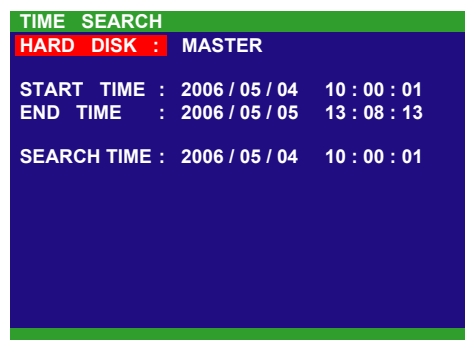 TIME SEARCH
HARD DISK : MASTER
START TIME : 2006 / 05 / 04 10 : 00 : 01
END TIME : 2006 / 05 / 05 13 : 08 : 13
SEARCH TIME : 2006 / 05 / 04 10 : 00 : 01